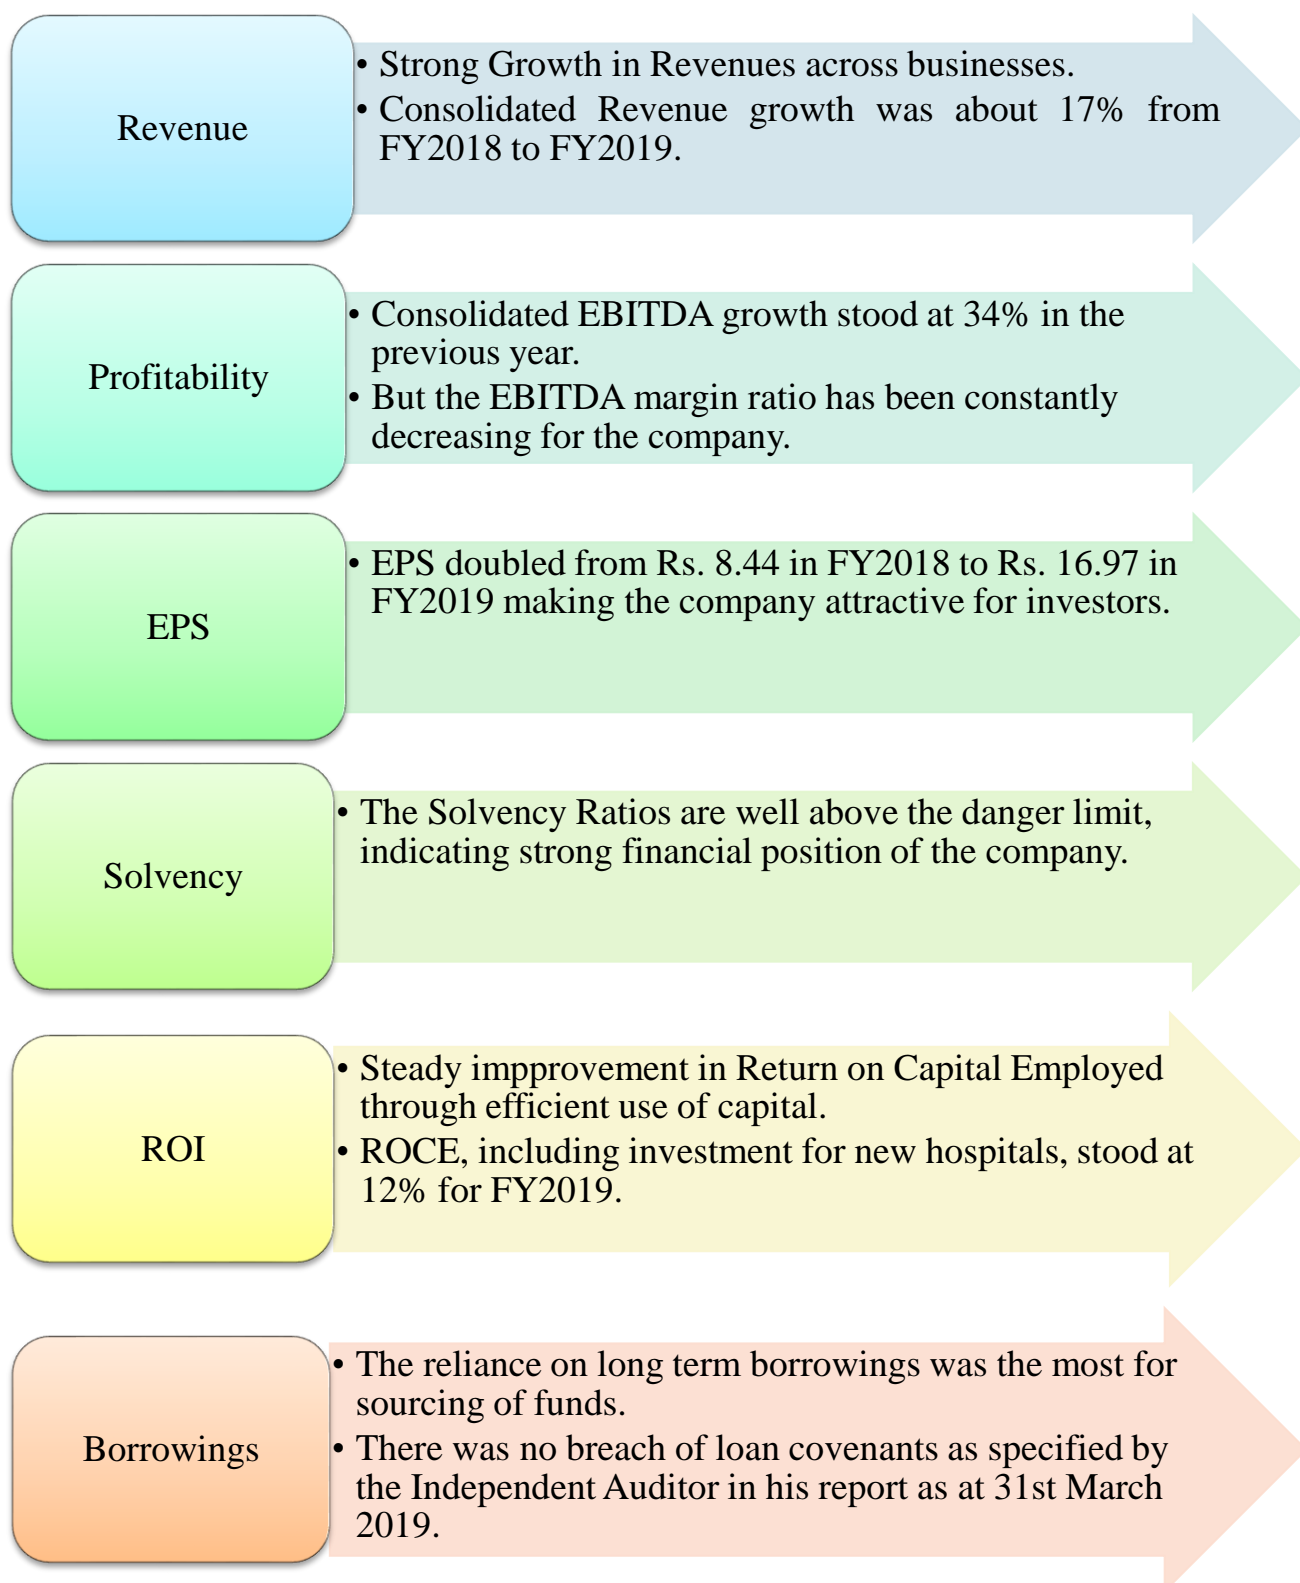 Revenue
• Strong Growth in Revenues across businesses.
• Consolidated Revenue growth was about 17% from
FY2018 to FY2019.
Profitability
• Consolidated EBITDA growth stood at 34% in the
previous year.
• But the EBITDA margin ratio has been constantly
decreasing for the company.
EPS
• EPS doubled from Rs. 8.44 in FY2018 to Rs. 16.97 in
FY2019 making the company attractive for investors.
Solvency
• The Solvency Ratios are well above the danger limit,
indicating strong financial position of the company.
ROI
• Steady impprovement in Return on Capital Employed
through efficient use of capital.
• ROCE, including investment for new hospitals, stood at
12% for FY2019.
Borrowings
• The reliance on long term borrowings was the most for
sourcing of funds.
• There was no breach of loan covenants as specified by
the Independent Auditor in his report as at 31st March
2019.